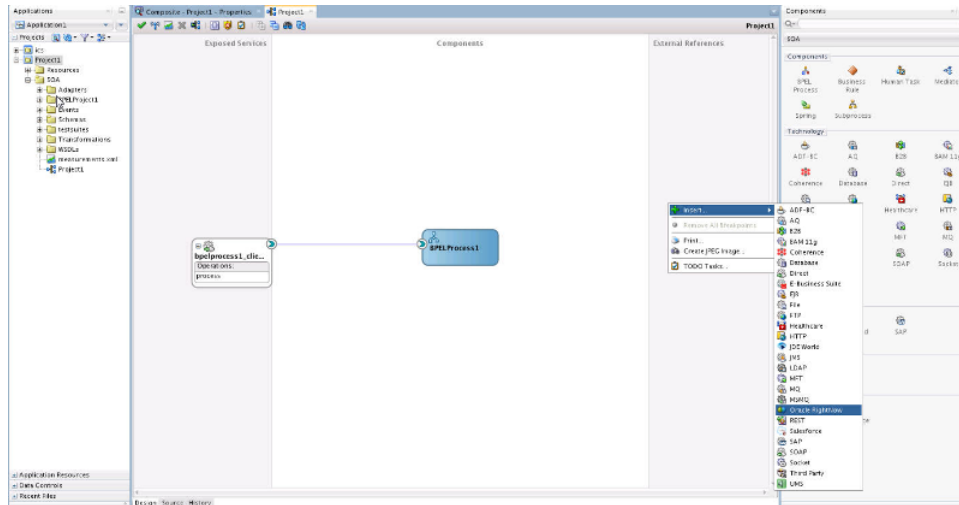 Applications
Composite - Project1 - Properties
Project1
Components
Application1
Projects
Project1
SOA
ics
Project1
Resources
SOA
Adapters
BPELProject1
Events
Schemas
testsuites
Transformations
WSDLs
measurements.xml
Project1
Exposed Services
Components
External References
Components
BPEL Process
Business Rule
Human Task
Mediato
Spring
Subprocess
Technology
ADF-BC
AQ
B2B
BAM 11g
Coherence
Database
Direct
EJB
Healthcare
HTTP
MFT
MQ
LDAP
Socket
SAP
bpelprocess1_clie...
Operations:
process
BPELProcess1
Insert...
Remove All Breakpoints
Print...
Create JPEG Image...
TODO Tasks...
ADF-BC
AQ
B2B
BAM 11g
Coherence
Database
Direct
E-Business Suite
EJB
File
FTP
Healthcare
HTTP
JDE World
JMS
LDAP
MFT
MQ
MSMQ
Oracle RightNow
REST
Salesforce
SAP
SOAP
Socket
Third Party
UMS
Application Resources
Data Controls
Recent Files
Design Source History